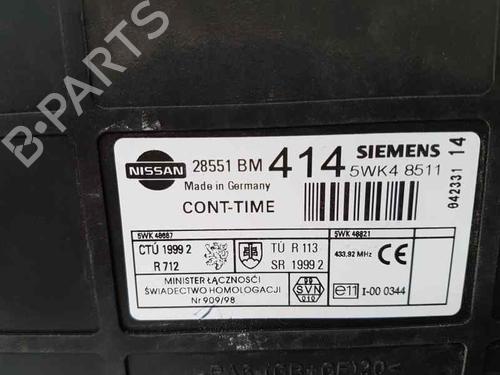 B-PARTS
NISSAN
28551 BM 414
Made in Germany
CONT-TIME
SIEMENS
5WK4 8511
042331 14
5WK 48687
CTÚ 1999 2
R 712
TÚ R 113
SR 1999 2
MINISTER ŁĄCZNOŚCI
ŚWIADECTWO HOMOLOGACJI
Nr 909/98
SVN
010
5WK 48821
433,92 MHz
CE
e11 I-00 0344